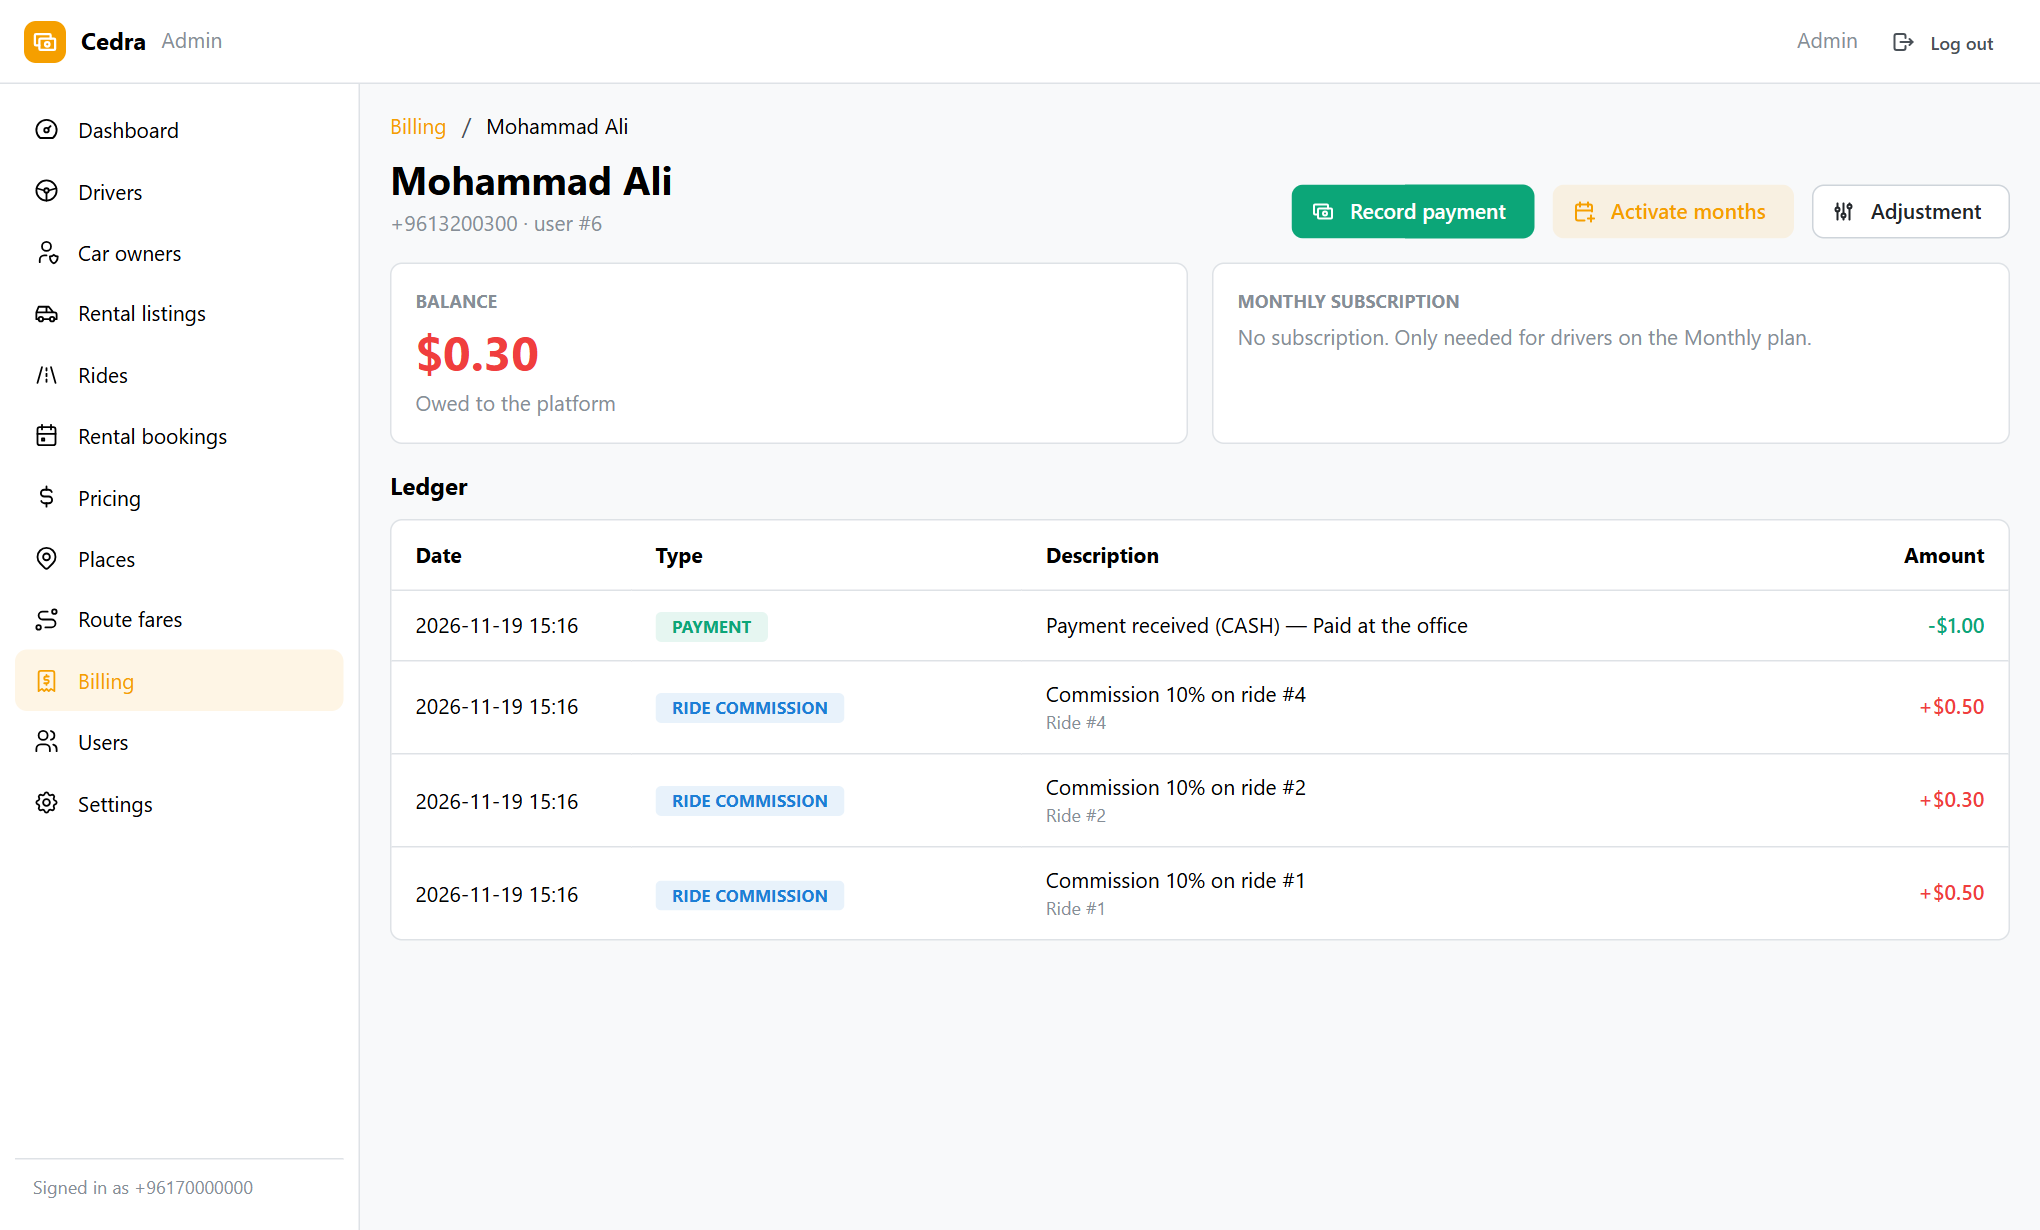 Cedra Admin
Admin
Log out
Dashboard
Drivers
Car owners
Rental listings
Rides
Rental bookings
Pricing
Places
Route fares
Billing
Users
Settings
Signed in as +96170000000
Billing / Mohammad Ali
Mohammad Ali
+9613200300 · user #6
Record payment
Activate months
Adjustment
BALANCE
$0.30
Owed to the platform
MONTHLY SUBSCRIPTION
No subscription. Only needed for drivers on the Monthly plan.
Ledger
Date Type Description Amount
2026-11-19 15:16 PAYMENT Payment received (CASH) — Paid at the office -$1.00
2026-11-19 15:16 RIDE COMMISSION Commission 10% on ride #4 +$0.50
Ride #4
2026-11-19 15:16 RIDE COMMISSION Commission 10% on ride #2 +$0.30
Ride #2
2026-11-19 15:16 RIDE COMMISSION Commission 10% on ride #1 +$0.50
Ride #1